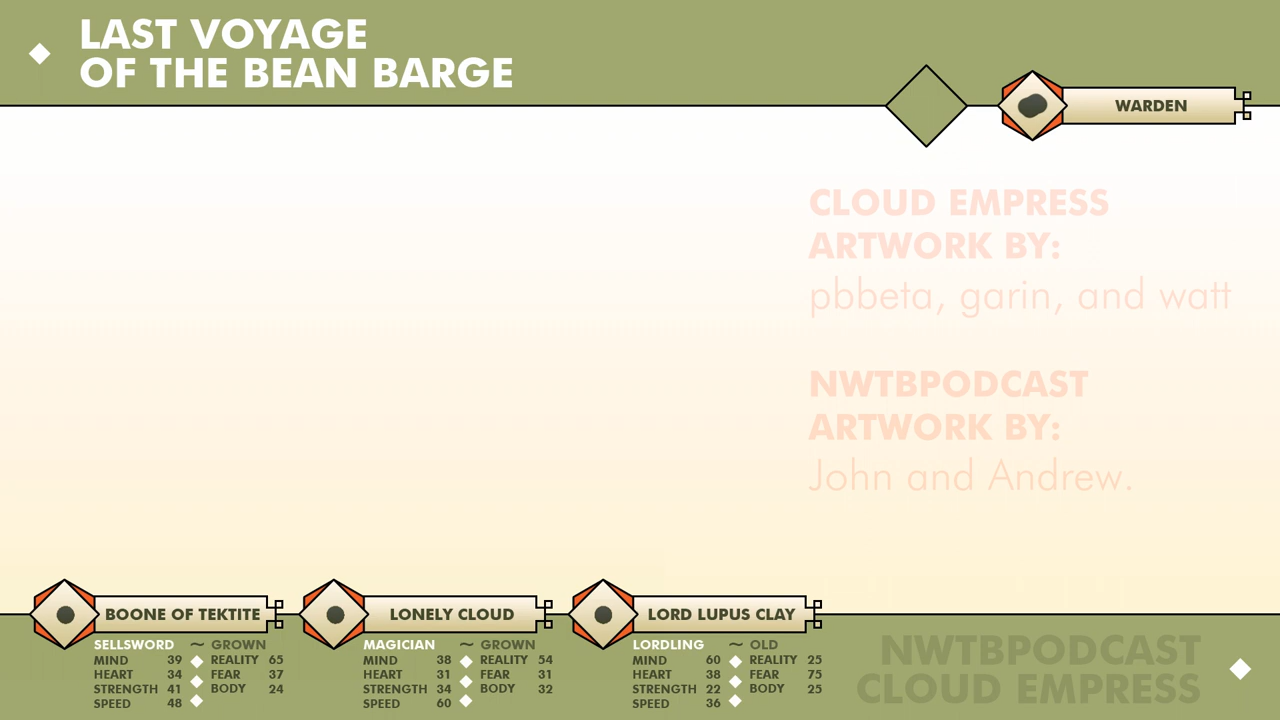 LAST VOYAGE
OF THE BEAN BARGE
WARDEN
CLOUD EMPRESS
ARTWORK BY:
pbbeta, garin, and watt
NWTBPODCAST
ARTWORK BY:
John and Andrew.
BOONE OF TEKTITE
SELLSWORD ~ GROWN
MIND 39 REALITY 65
HEART 34 FEAR 37
STRENGTH 41 BODY 24
SPEED 48
LONELY CLOUD
MAGICIAN ~ GROWN
MIND 38 REALITY 54
HEART 31 FEAR 31
STRENGTH 34 BODY 32
SPEED 60
LORD LUPUS CLAY
LORDLING ~ OLD
MIND 60 REALITY 25
HEART 38 FEAR 75
STRENGTH 22 BODY 25
SPEED 36
NWTBPODCAST
CLOUD EMPRESS